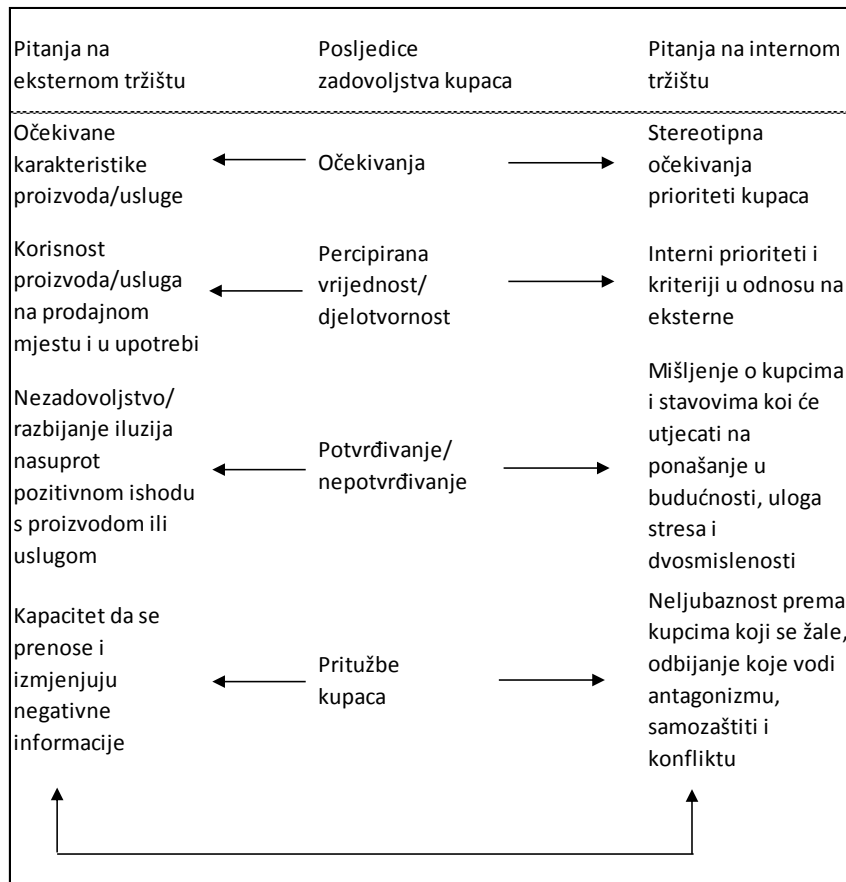 Pitanja na
eksternom tržištu
Posljedice
zadovoljstva kupaca
Pitanja na internom
tržištu
Očekivane
karakteristike
proizvoda/usluge
Očekivanja
Stereotipna
očekivanja
prioriteti kupaca
Korisnost
proizvoda/usluga
na prodajnom
mjestu i u upotrebi
Percipirana
vrijednost/
djelotvornost
Interni prioriteti i
kriteriji u odnosu na
eksterne
Nezadovoljstvo/
razbijanje iluzija
nasuprot
pozitivnom ishodu
s proizvodom ili
uslugom
Potvrđivanje/
nepotvrđivanje
Mišljenje o kupcima
i stavovima koi će
utjecati na
ponašanje u
budućnosti, uloga
stresa i
dvosmislenosti
Kapacitet da se
prenose i
izmjenjuju
negativne
informacije
Pritužbe
kupaca
Neljubaznost prema
kupcima koji se žale,
odbijanje koje vodi
antagonizmu,
samozaštiti i
konfliktu